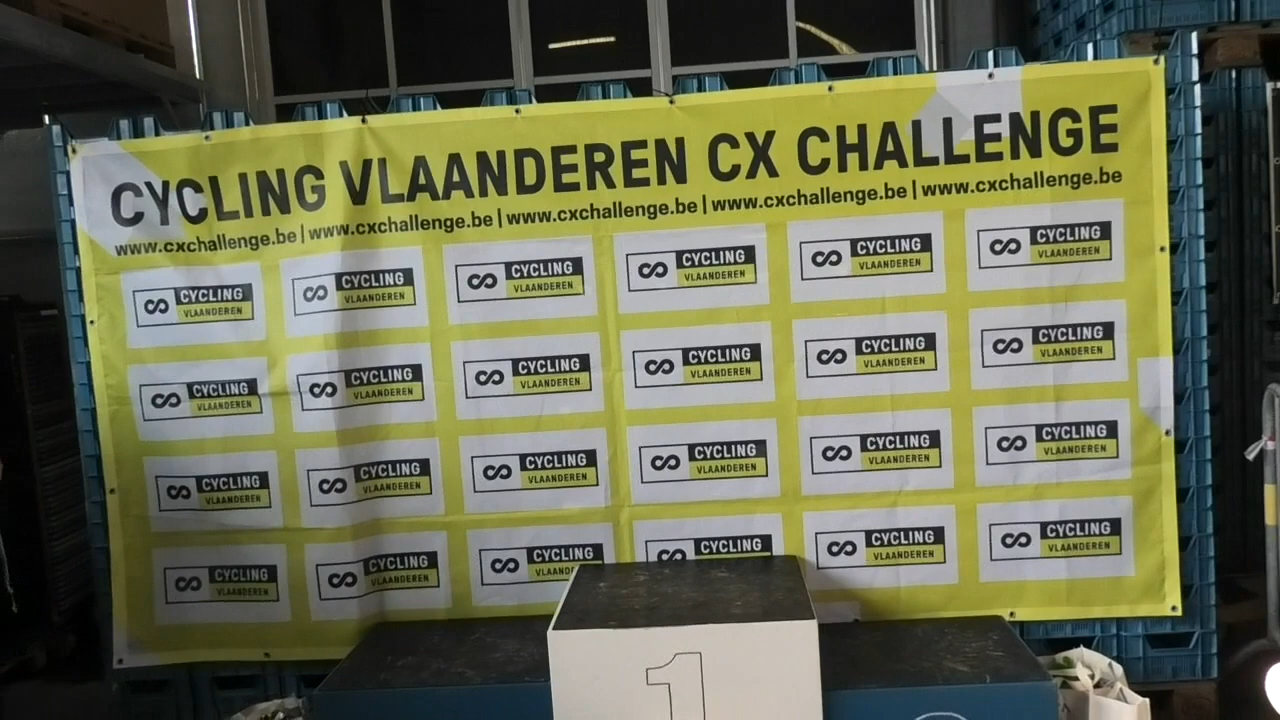 CYCLING VLAANDEREN CX CHALLENGE
www.cxchallenge.be | www.cxchallenge.be | www.cxchallenge.be | www.cxchallenge.be | www.cxchallenge.be
CYCLING CYCLING CYCLING CYCLING CYCLING CYCLING
VLAANDEREN VLAANDEREN VLAANDEREN VLAANDEREN VLAANDEREN VLAANDEREN
CYCLING CYCLING CYCLING CYCLING CYCLING CYCLING
VLAANDEREN VLAANDEREN VLAANDEREN VLAANDEREN VLAANDEREN VLAANDEREN
CYCLING CYCLING CYCLING CYCLING CYCLING CYCLING
VLAANDEREN VLAANDEREN VLAANDEREN VLAANDEREN VLAANDEREN VLAANDEREN
CYCLING CYCLING CYCLING CYCLING CYCLING CYCLING
VLAANDEREN VLAANDEREN VLAANDEREN VLAANDEREN
1